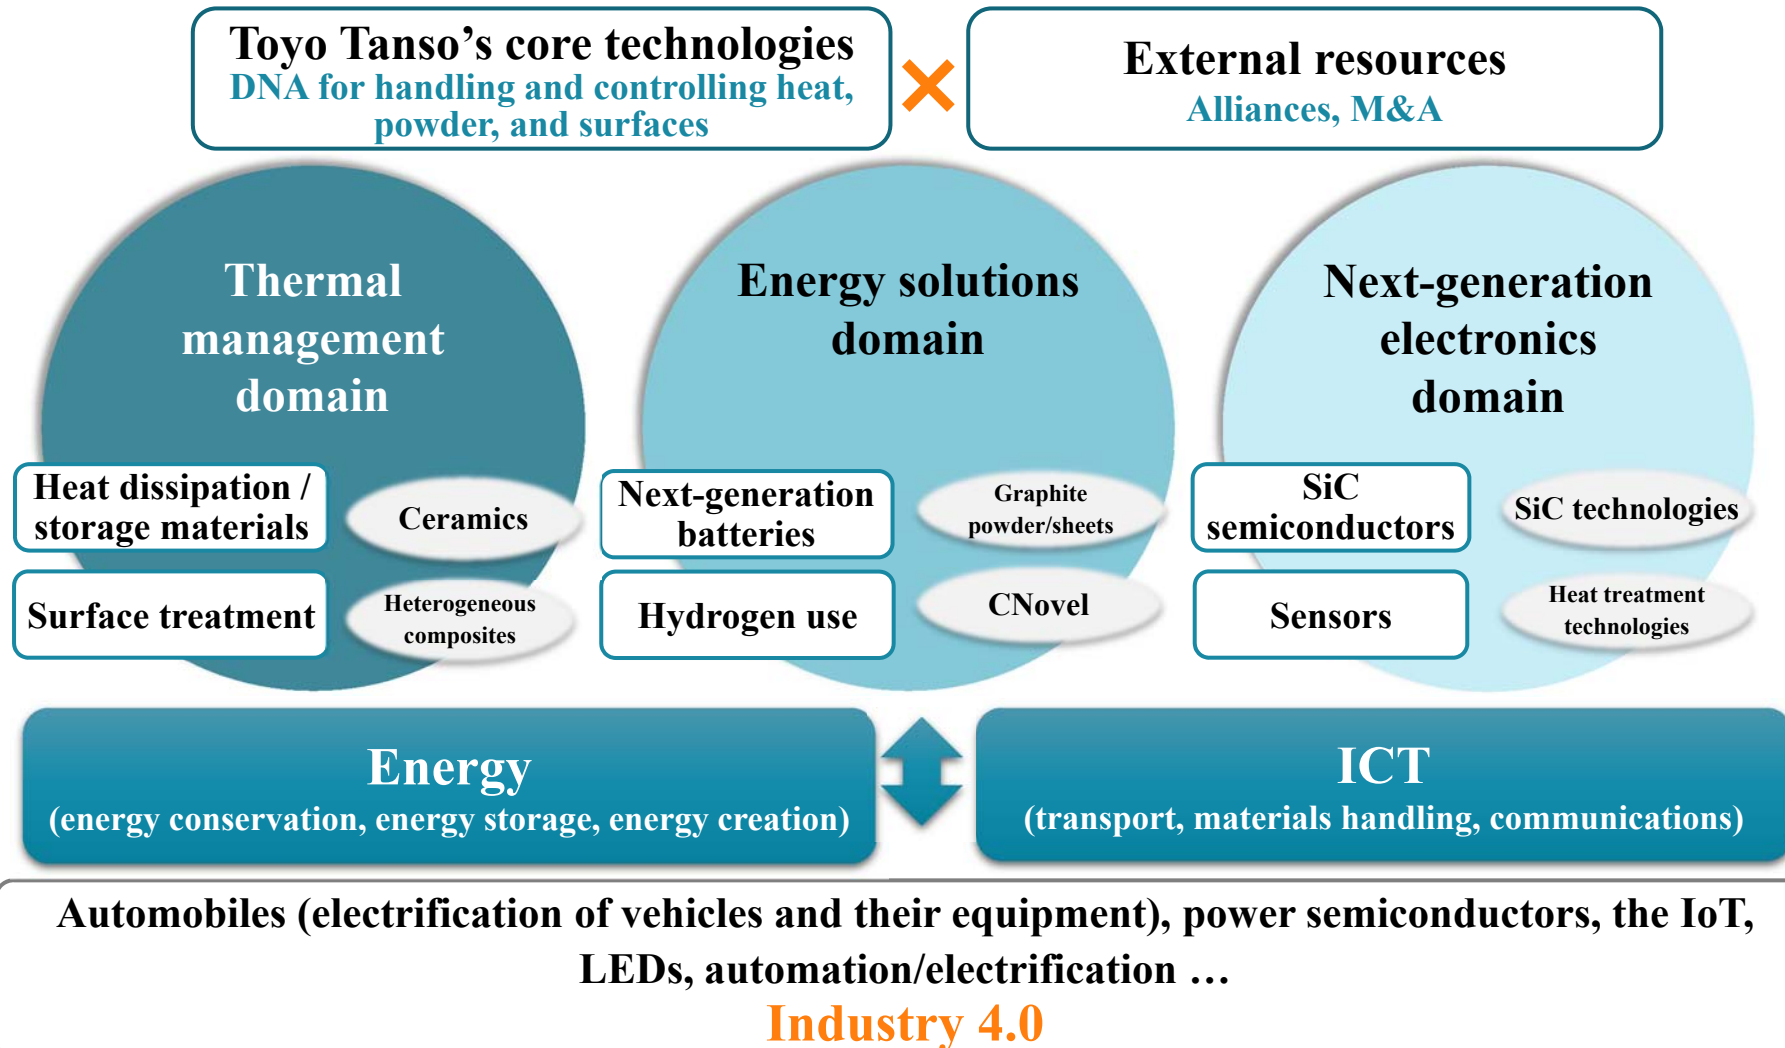 Toyo Tanso’s core technologies
DNA for handling and controlling heat,
powder, and surfaces
External resources
Alliances, M&A
Thermal
management
domain
Heat dissipation /
storage materials
Ceramics
Surface treatment
Heterogeneous
composites
Energy solutions
domain
Next-generation
batteries
Graphite
powder/sheets
Hydrogen use
CNovel
Next-generation
electronics
domain
SiC
semiconductors
SiC technologies
Sensors
Heat treatment
technologies
Energy
(energy conservation, energy storage, energy creation)
ICT
(transport, materials handling, communications)
Automobiles (electrification of vehicles and their equipment), power semiconductors, the IoT,
LEDs, automation/electrification …
Industry 4.0